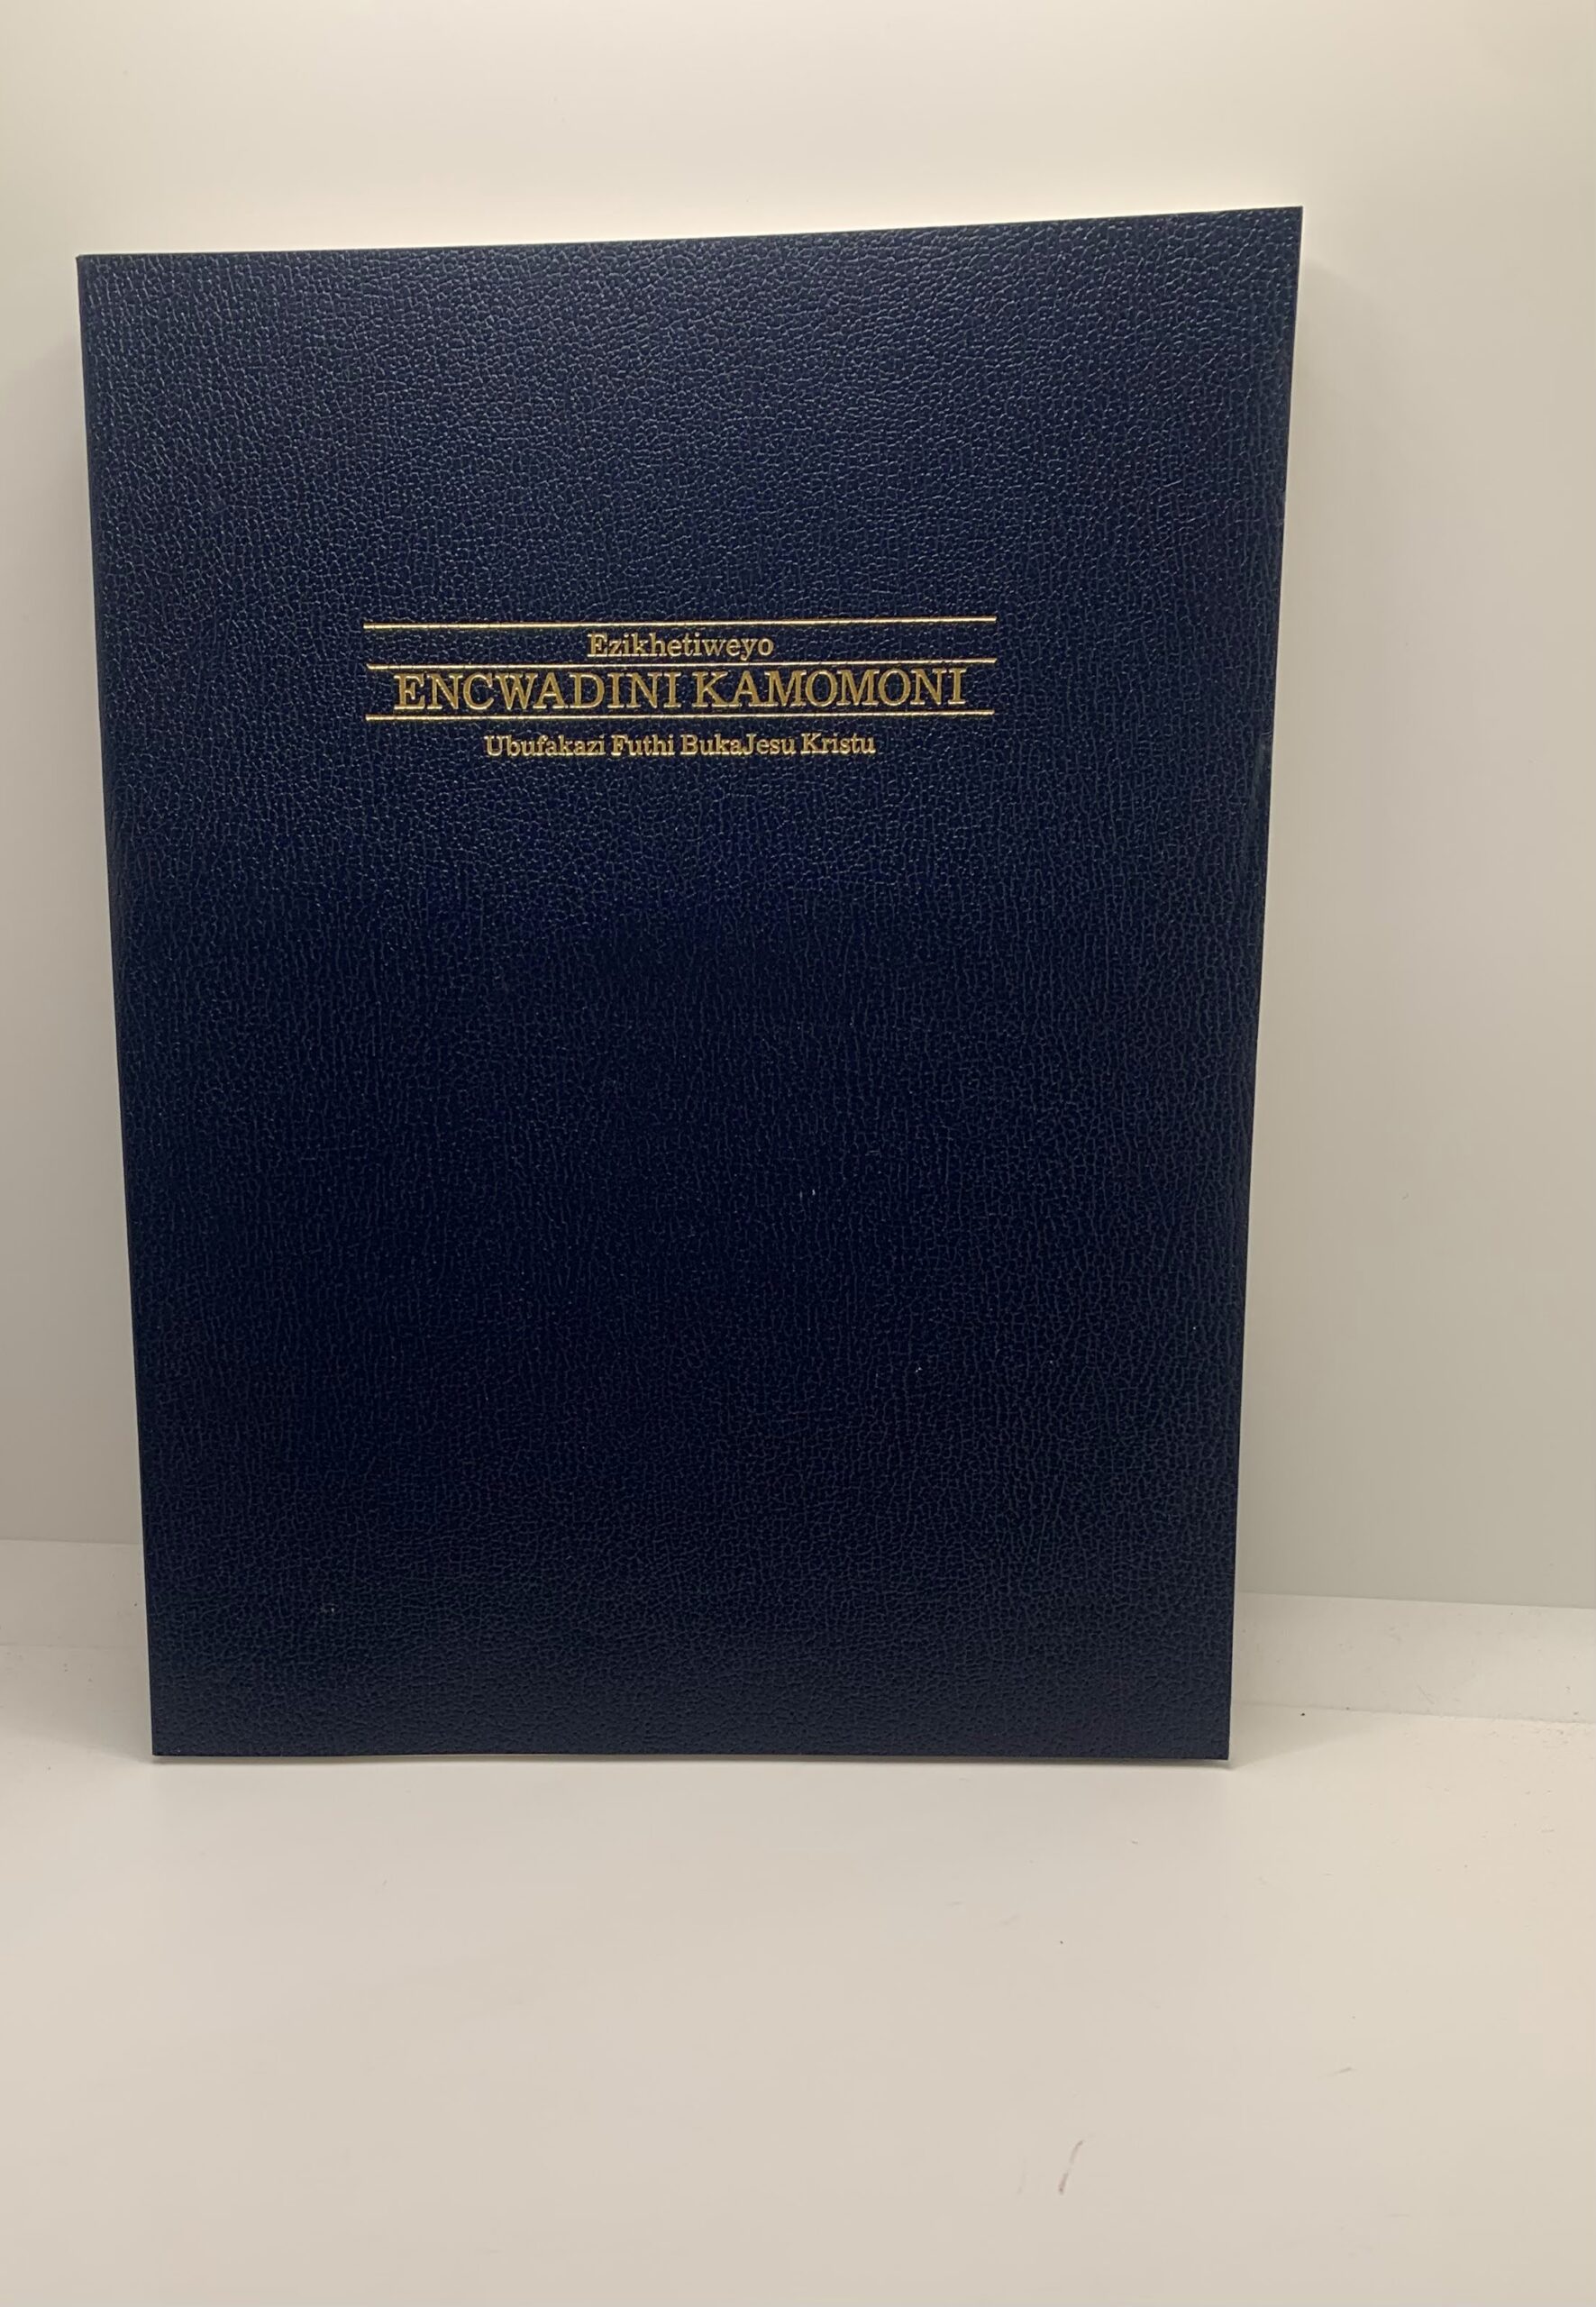 Ezikhetiweyo
ENCWADINI KAMOMONI
Ubufakazi Futhi BukaJesu Kristu